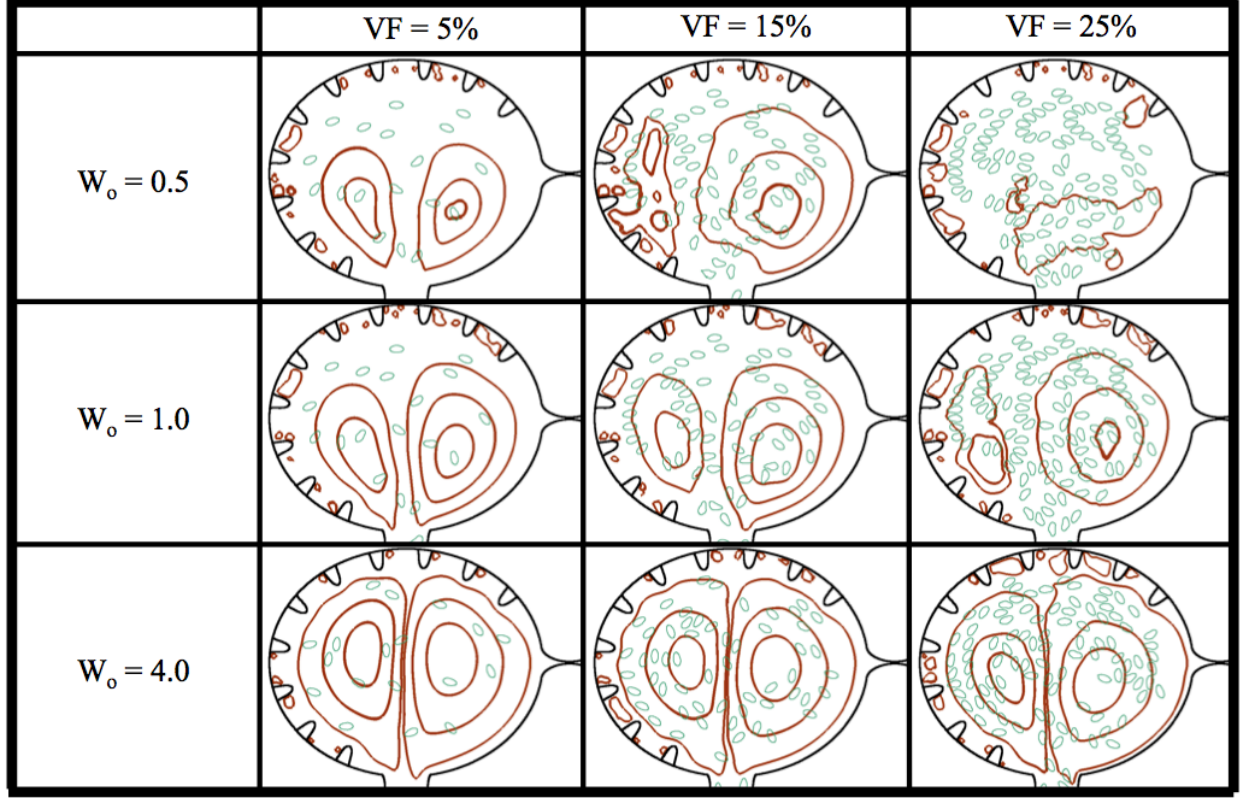 VF = 5%
VF = 15%
VF = 25%
Wo = 0.5
Wo = 1.0
Wo = 4.0